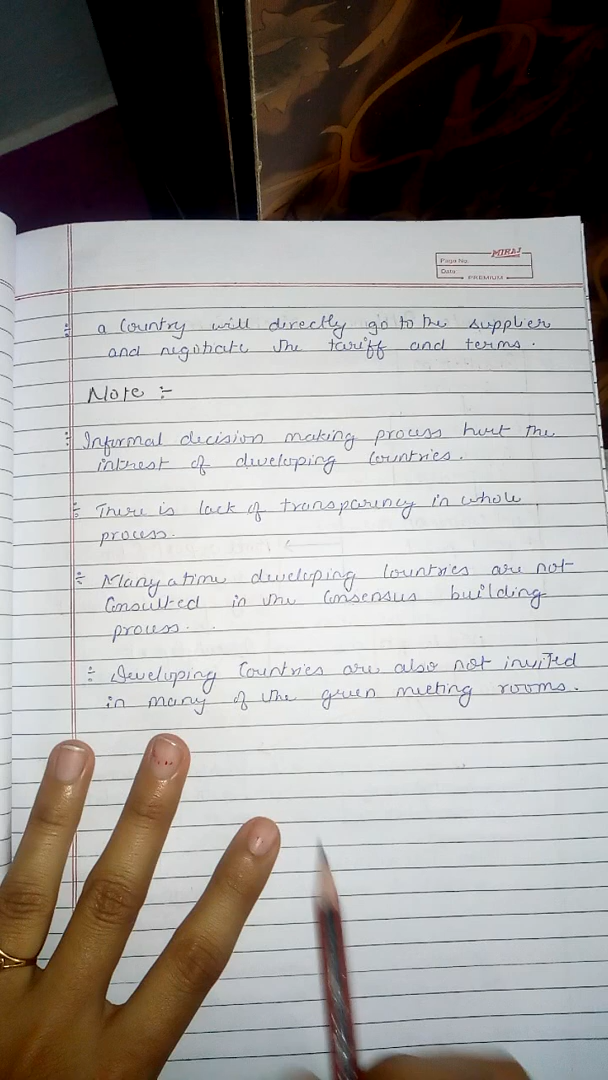 MIRAJ
Page No.
Date:
PREMIUM
÷ a Country will directly go to the supplier
and negotiate the tariff and terms.
Note :-
÷ Informal decision making process hurt the
intrest of developing Countries.
÷ There is lack of transparency in whole
process.
÷ Many a time developing Countries are not
Consulted in the Consensus building
process.
÷ Developing Countries are also not invited
in many of the green meeting rooms.